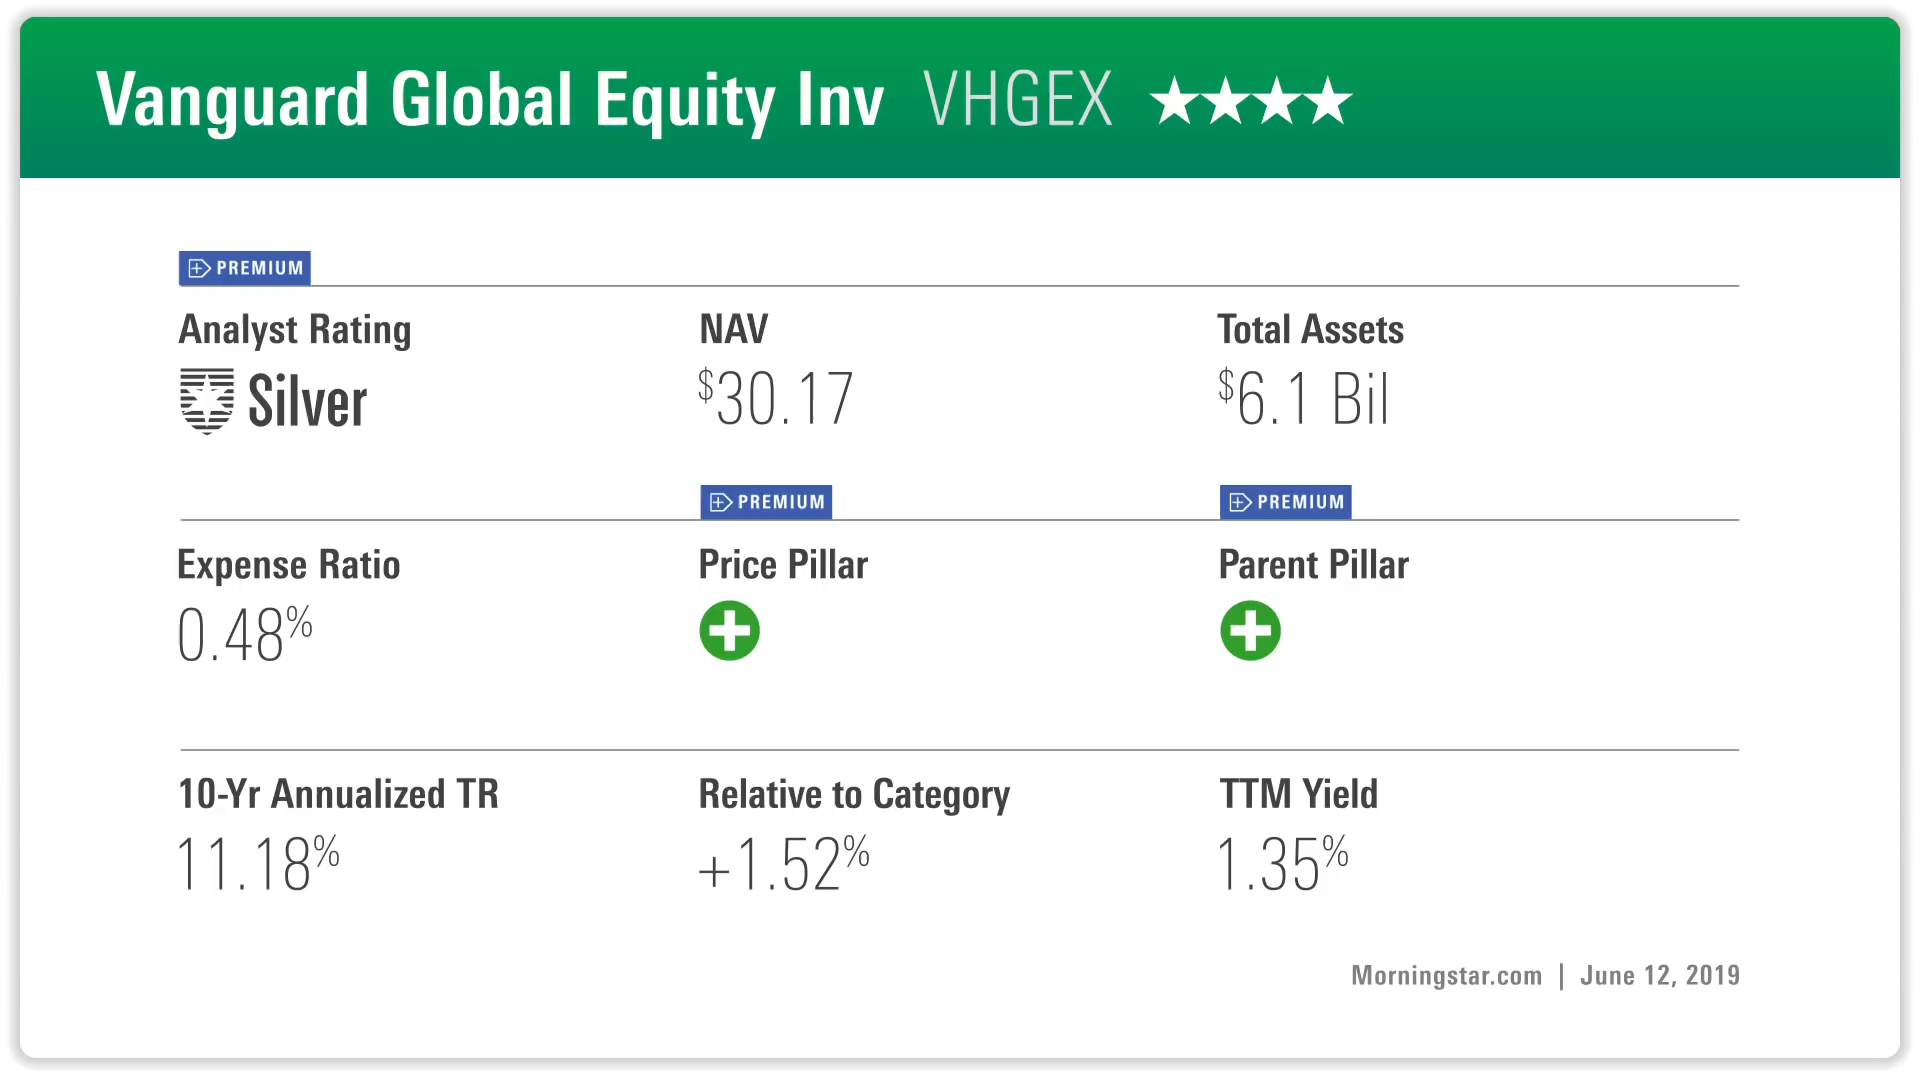 Vanguard Global Equity Inv VHGEX ★★★★
PREMIUM
Analyst Rating NAV Total Assets
Silver $30.17 $6.1 Bil
PREMIUM PREMIUM
Expense Ratio Price Pillar Parent Pillar
0.48%
10-Yr Annualized TR Relative to Category TTM Yield
11.18% +1.52% 1.35%
Morningstar.com | June 12, 2019